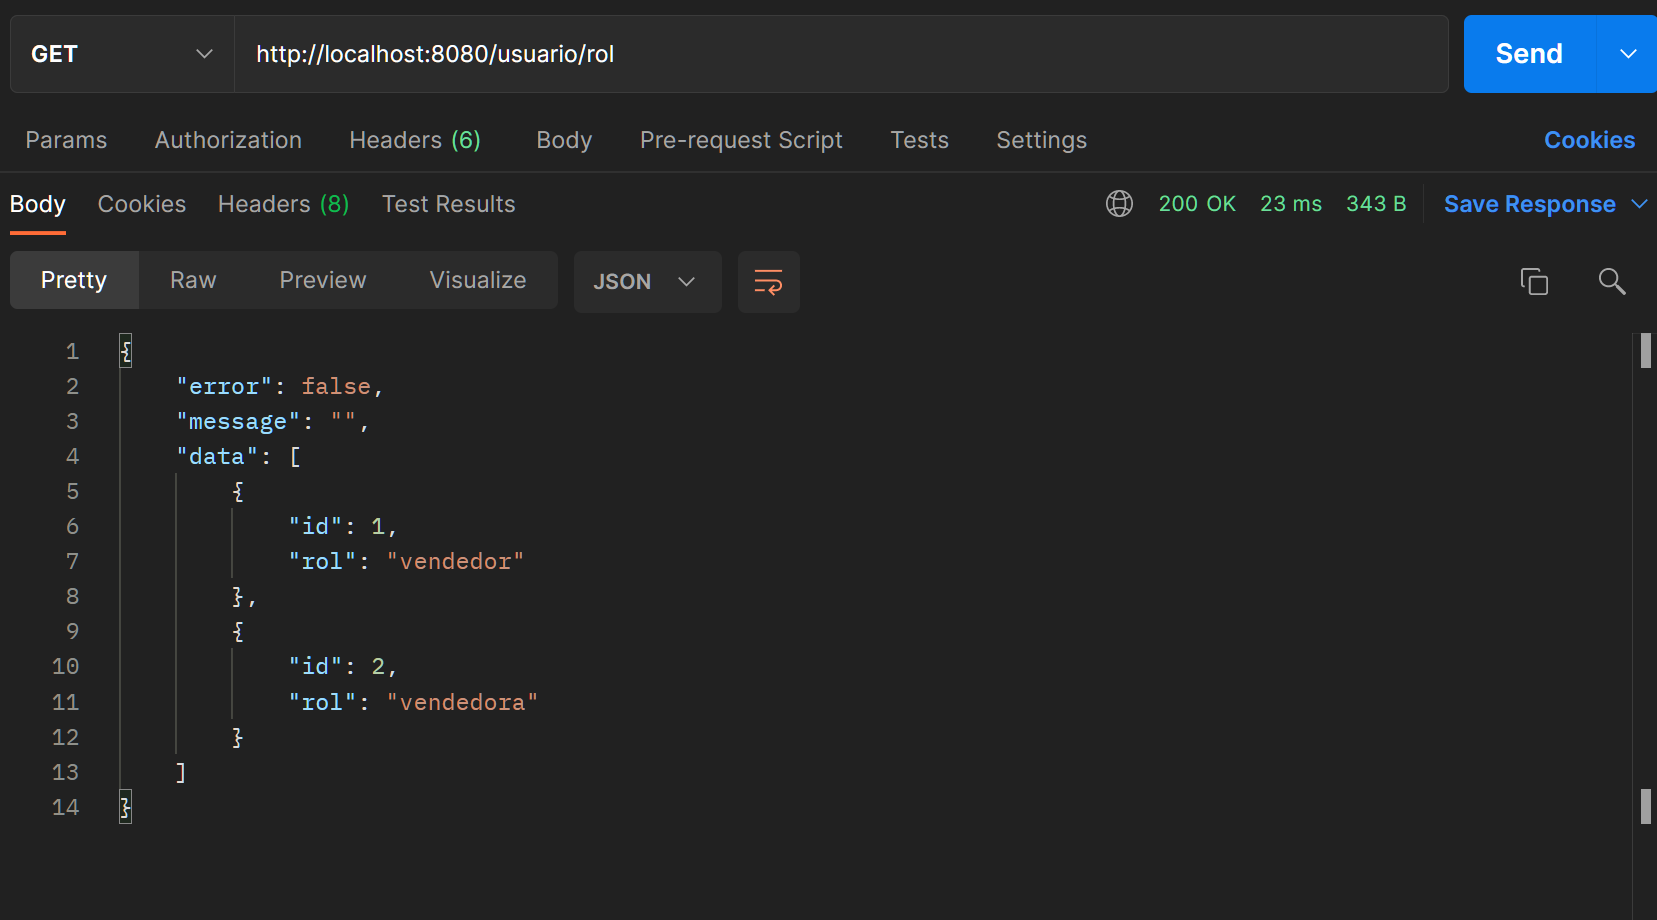 GET http://localhost:8080/usuario/rol Send
Params Authorization Headers (6) Body Pre-request Script Tests Settings Cookies
Body Cookies Headers (8) Test Results 200 OK 23 ms 343 B Save Response
Pretty Raw Preview Visualize JSON
1 {
2 "error": false,
3 "message": "",
4 "data": [
5 {
6 "id": 1,
7 "rol": "vendedor"
8 },
9 {
10 "id": 2,
11 "rol": "vendedora"
12 }
13 ]
14 }